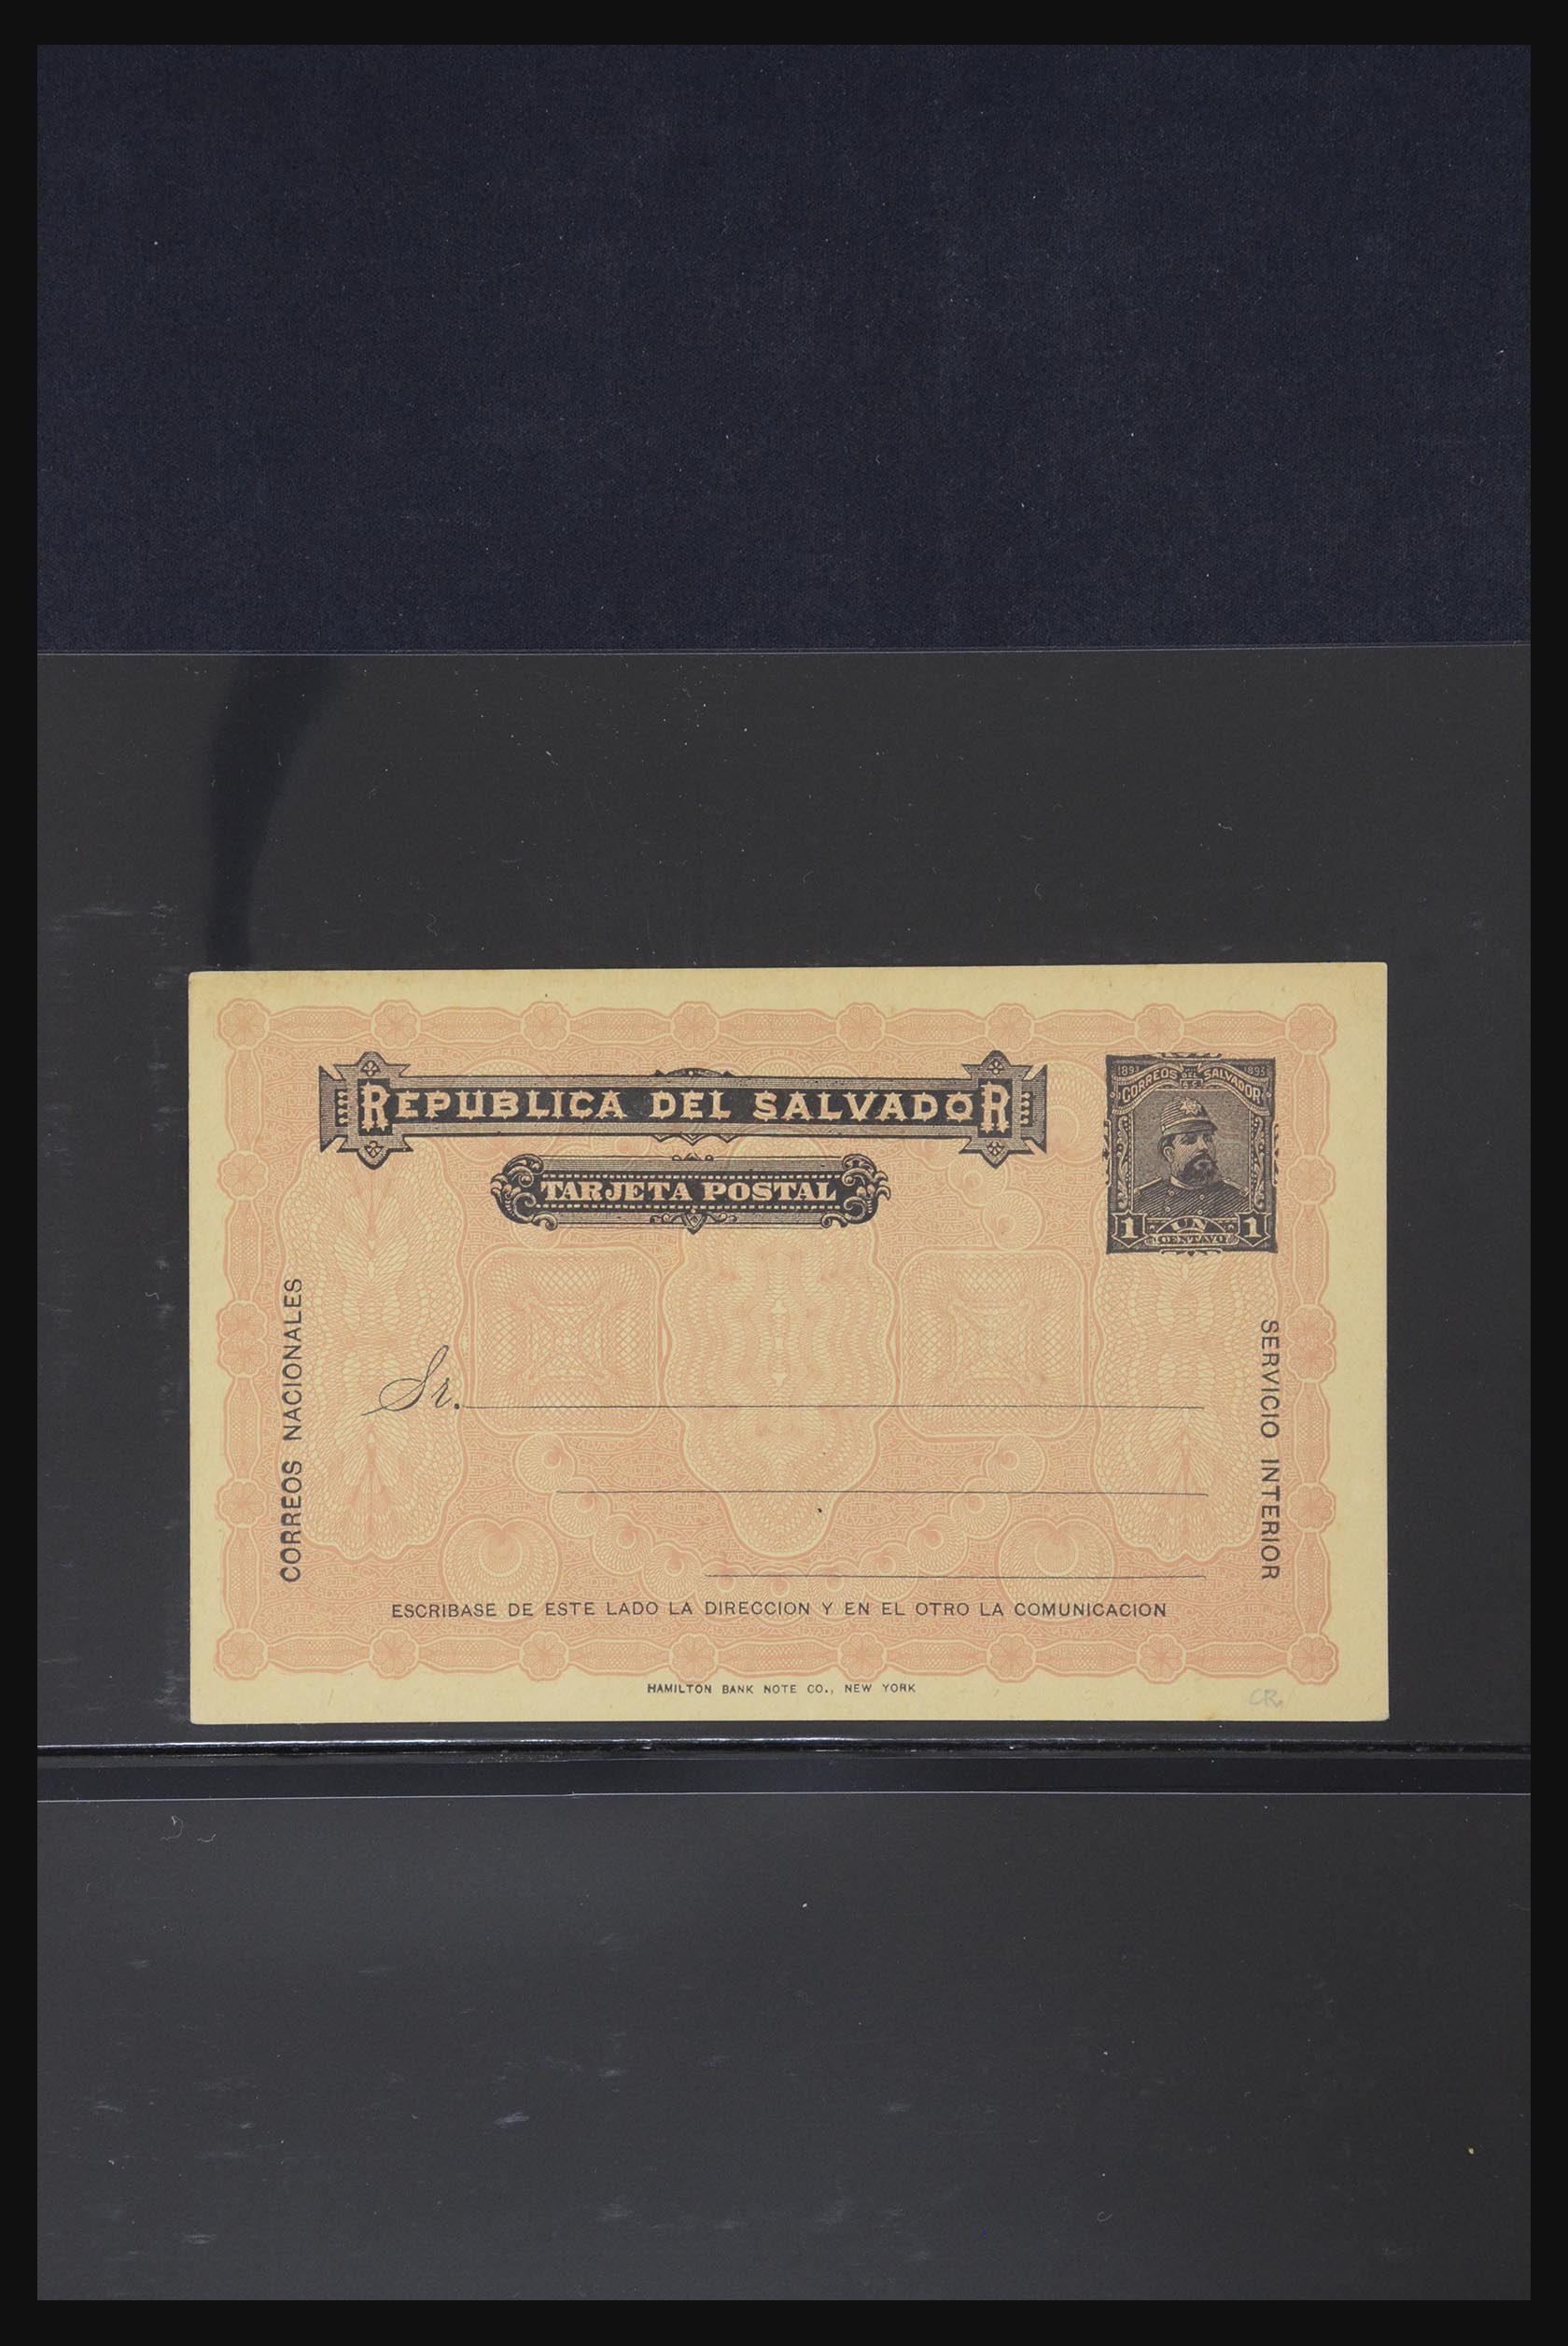 REPUBLICA DEL SALVADOR
TARJETA POSTAL
1893 1893
CORREOS DEL SALVADOR
1 UN 1
CENTAVO
CORREOS NACIONALES
SERVICIO INTERIOR
Sr.
ESCRIBASE DE ESTE LADO LA DIRECCION Y EN EL OTRO LA COMUNICACION
HAMILTON BANK NOTE CO., NEW YORK
CR.